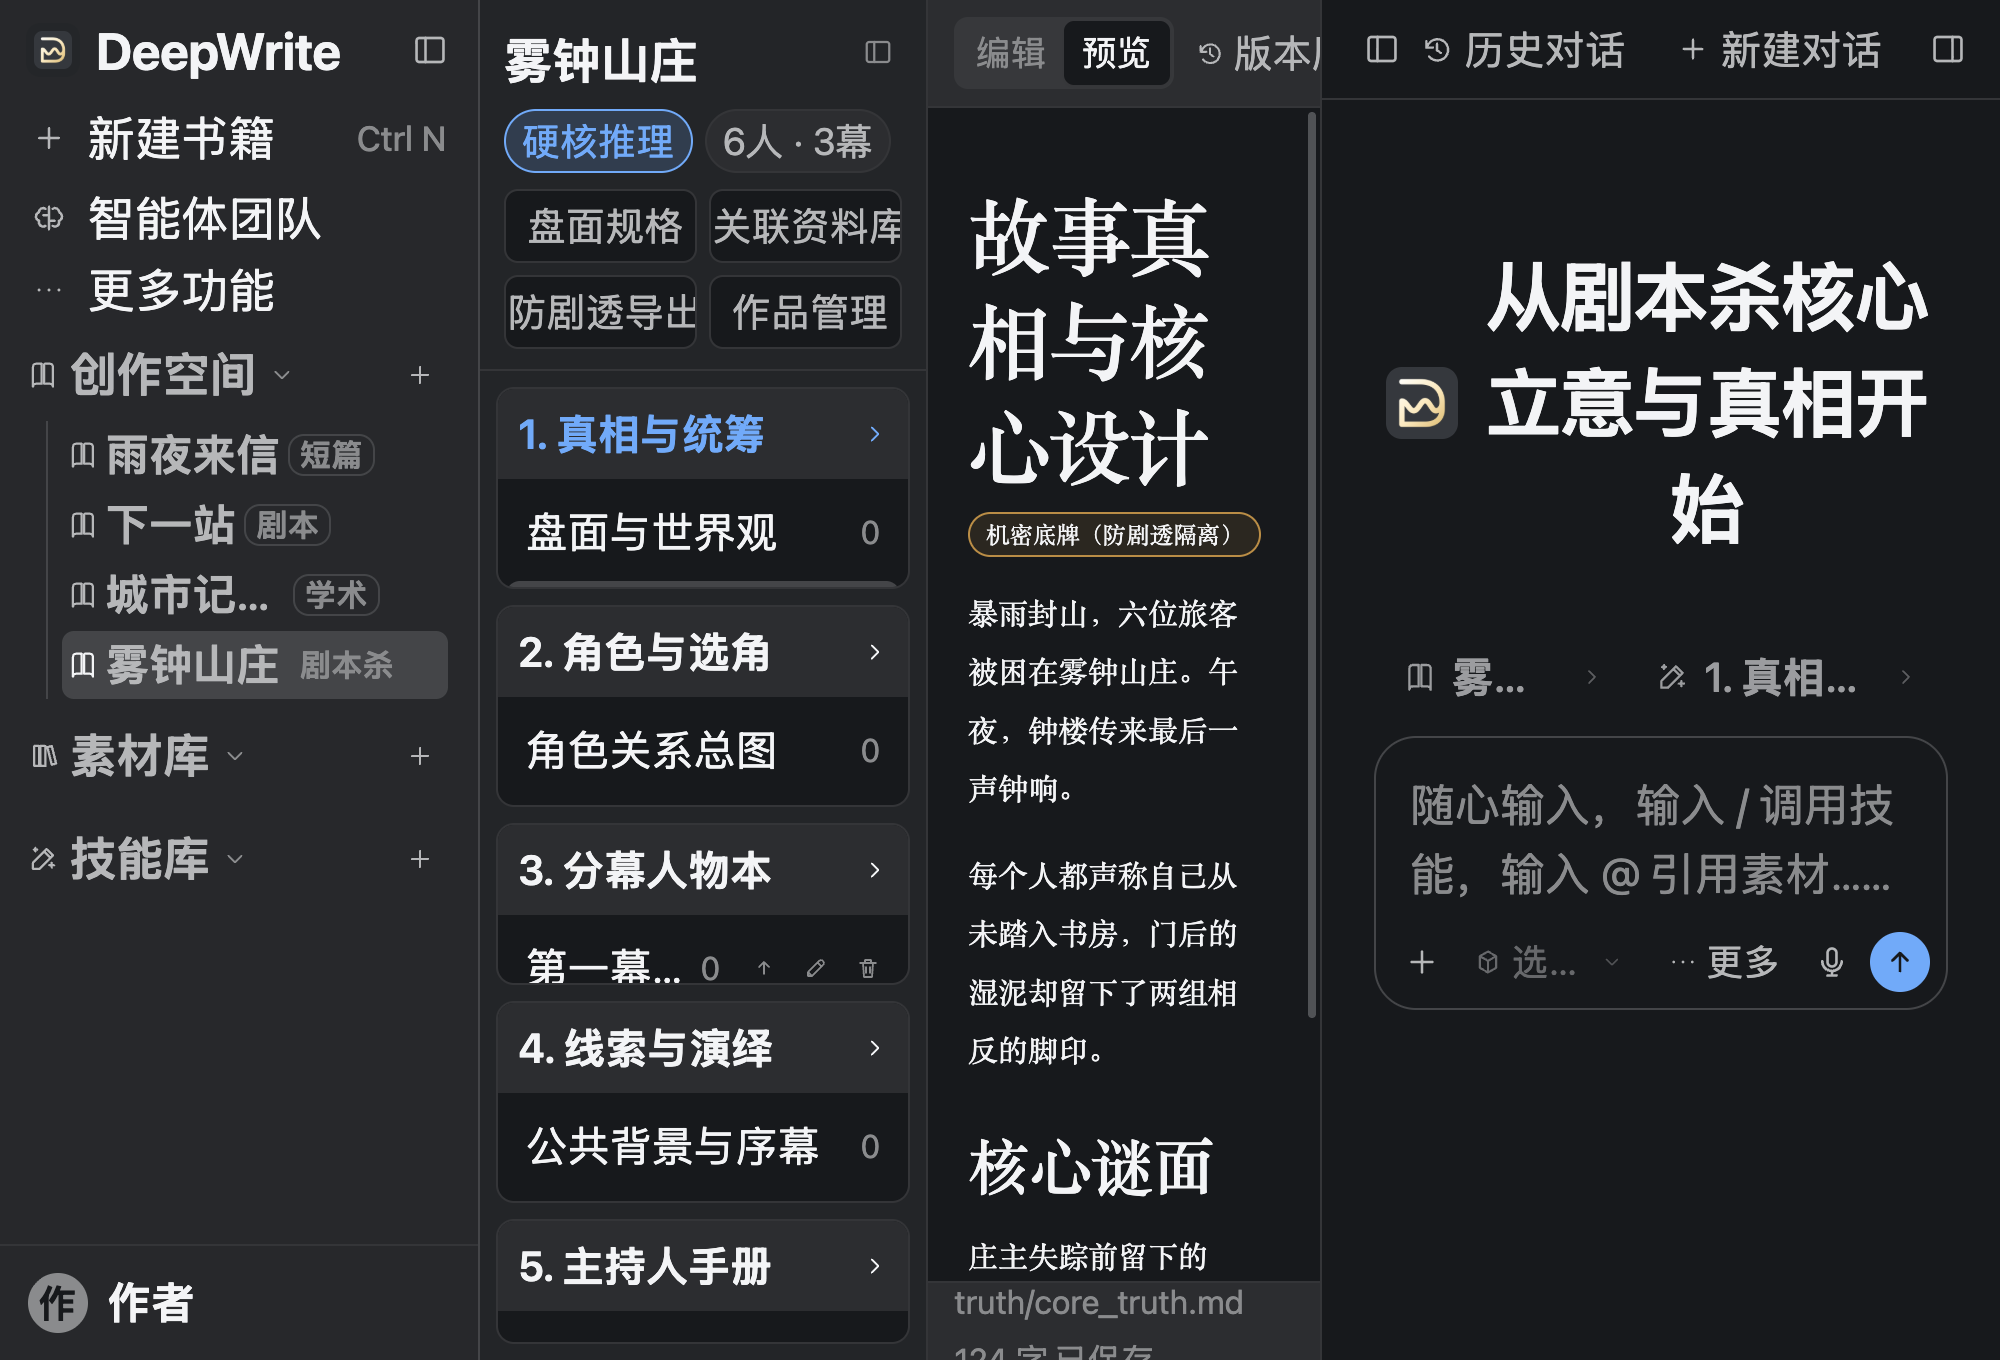 DeepWrite
新建书籍 Ctrl N
智能体团队
更多功能
创作空间
雨夜来信 短篇
下一站 剧本
城市记... 学术
雾钟山庄 剧本杀
素材库
技能库
作 作者
雾钟山庄
硬核推理 6人 · 3幕
盘面规格 关联资料库
防剧透导出 作品管理
1. 真相与统筹
盘面与世界观 0
2. 角色与选角
角色关系总图 0
3. 分幕人物本
第一幕... 0
4. 线索与演绎
公共背景与序幕 0
5. 主持人手册
编辑 预览 版本
故事真
相与核
心设计
机密底牌（防剧透隔离）
暴雨封山，六位旅客
被困在雾钟山庄。午
夜，钟楼传来最后一
声钟响。
每个人都声称自己从
未踏入书房，门后的
湿泥却留下了两组相
反的脚印。
核心谜面
庄主失踪前留下的
truth/core_truth.md
124 字 已保存
历史对话 新建对话
从剧本杀核心
立意与真相开
始
雾... 1. 真相...
随心输入，输入 / 调用技
能，输入 @ 引用素材......
选... 更多